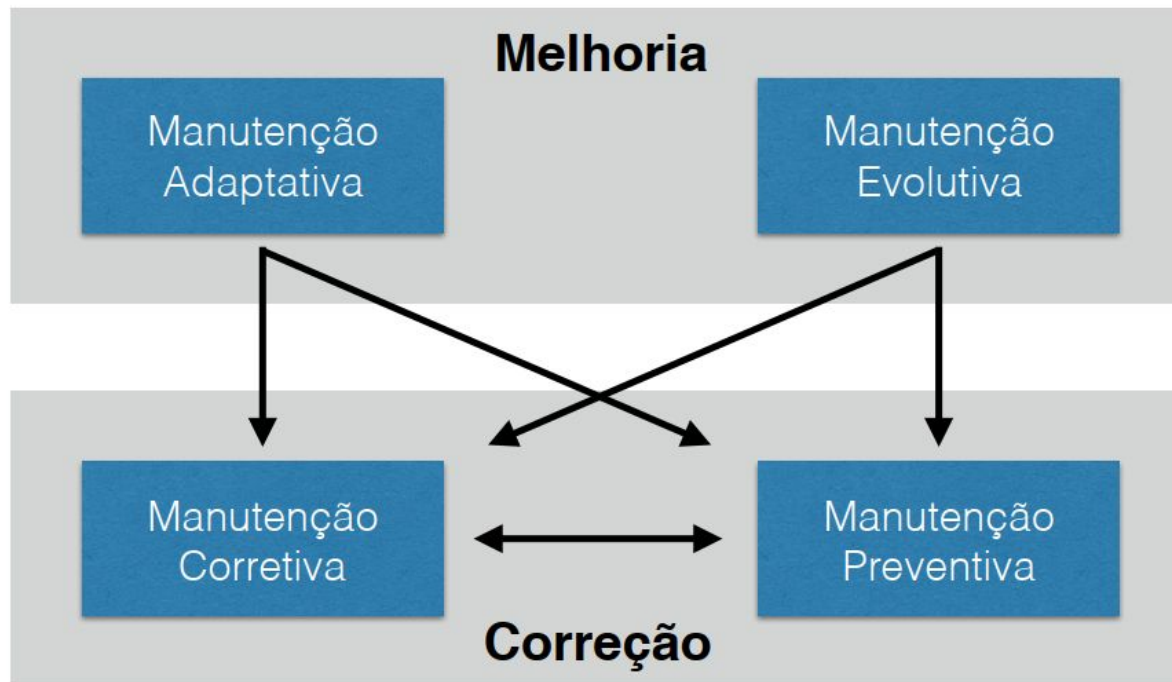 Melhoria
Manutenção
Adaptativa
Manutenção
Evolutiva
Manutenção
Corretiva
Manutenção
Preventiva
Correção